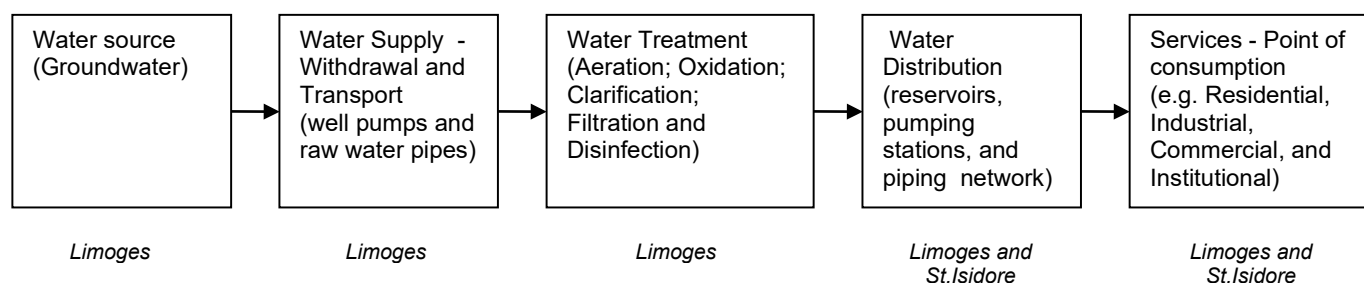 Water source
(Groundwater)
Water Supply -
Withdrawal and
Transport
(well pumps and
raw water pipes)
Water Treatment
(Aeration; Oxidation;
Clarification;
Filtration and
Disinfection)
Water
Distribution
(reservoirs,
pumping
stations, and
piping network)
Services - Point of
consumption
(e.g. Residential,
Industrial,
Commercial, and
Institutional)
Limoges
Limoges
Limoges
Limoges and
St.Isidore
Limoges and
St.Isidore